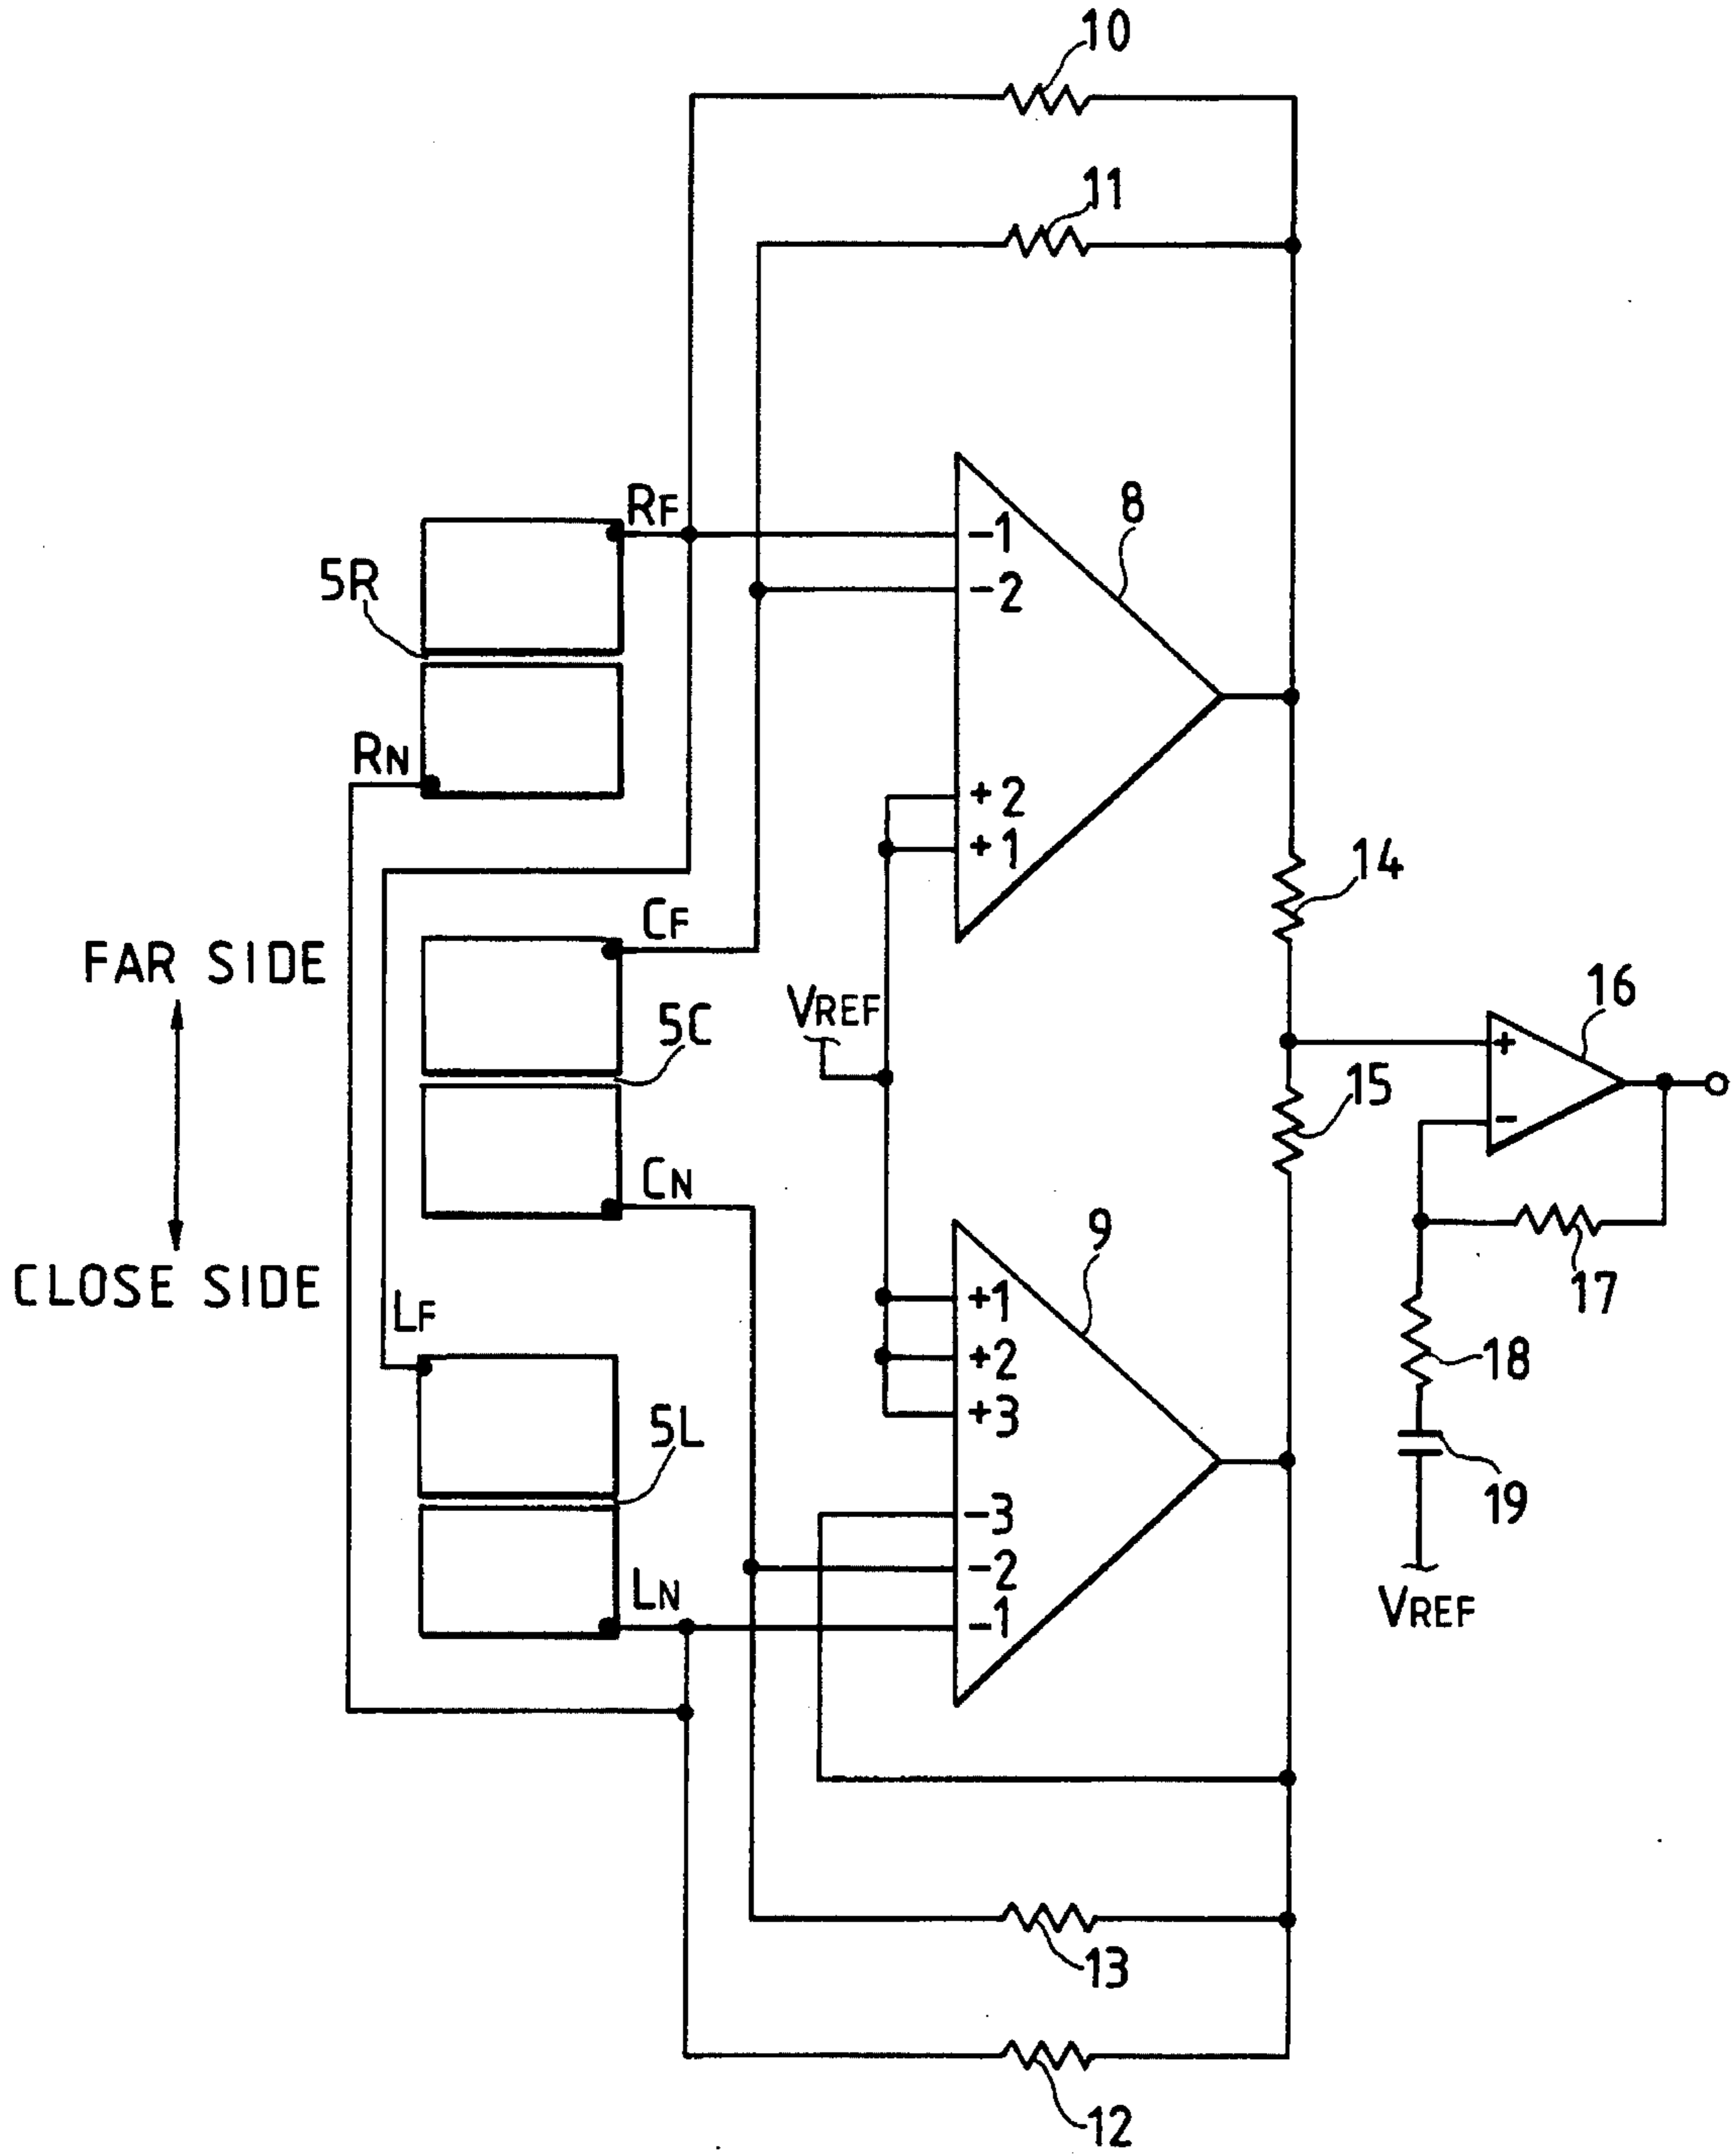 10
11
RF
-1
8
5R
-2
RN
+2
+1
14
CF
FAR SIDE
VREF
16
5C
+
15
-
CN
9
CLOSE SIDE
LF
+1
17
+2
18
+3
5L
-3
19
-2
LN
-1
VREF
13
12